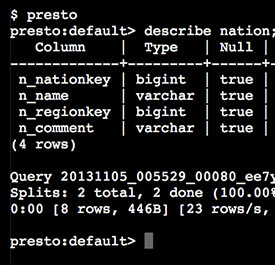 $ presto
presto:default> describe nation;
Column | Type | Null |
-------------+---------+------+
n_nationkey | bigint | true |
n_name | varchar | true |
n_regionkey | bigint | true |
n_comment | varchar | true |
(4 rows)
Query 20131105_005529_00080_ee7y
Splits: 2 total, 2 done (100.00%
0:00 [8 rows, 446B] [23 rows/s,
presto:default>